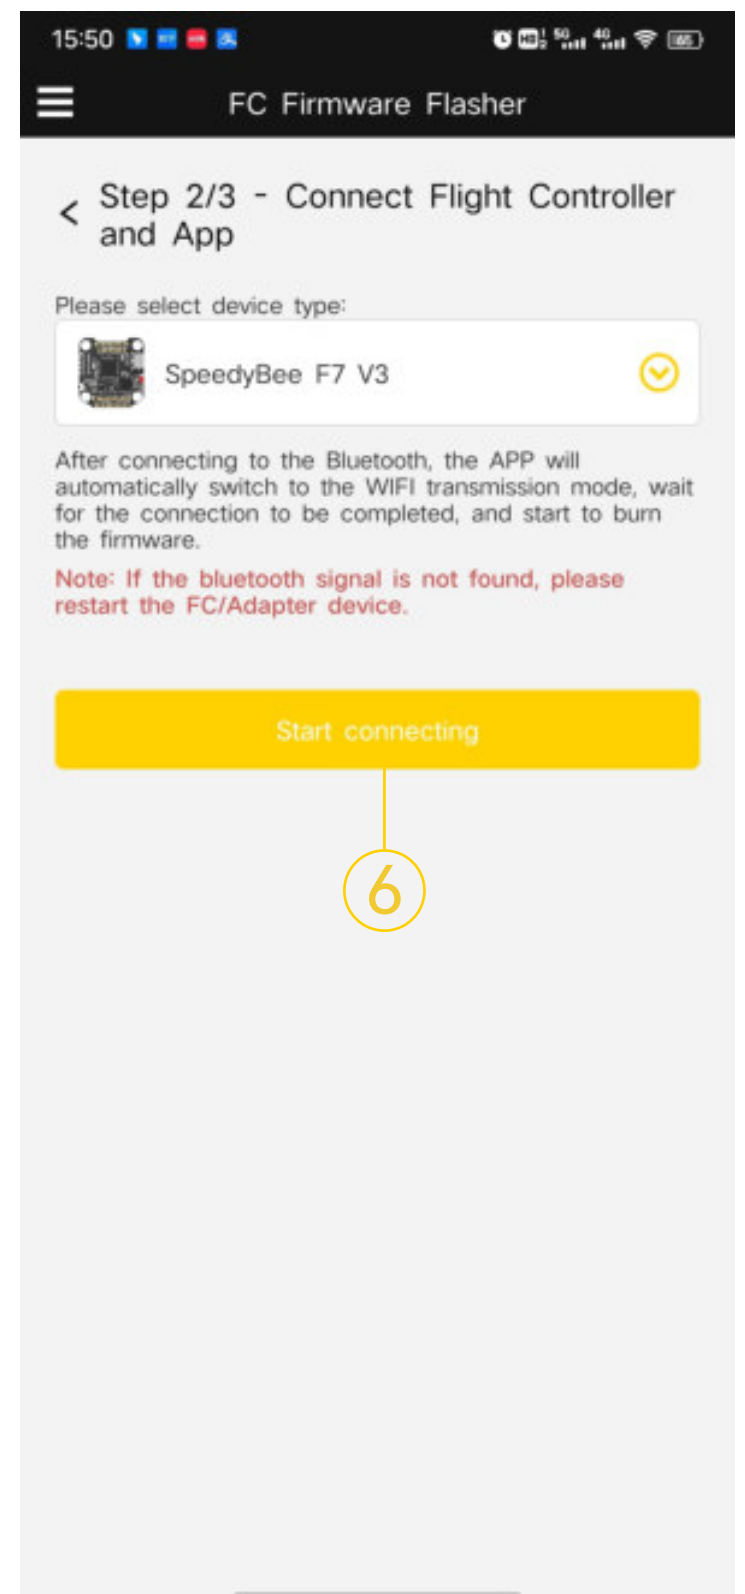 15:50
5G 4G 65
FC Firmware Flasher
< Step 2/3 - Connect Flight Controller
and App
Please select device type:
SpeedyBee F7 V3
After connecting to the Bluetooth, the APP will
automatically switch to the WIFI transmission mode, wait
for the connection to be completed, and start to burn
the firmware.
Note: If the bluetooth signal is not found, please
restart the FC/Adapter device.
Start connecting
6